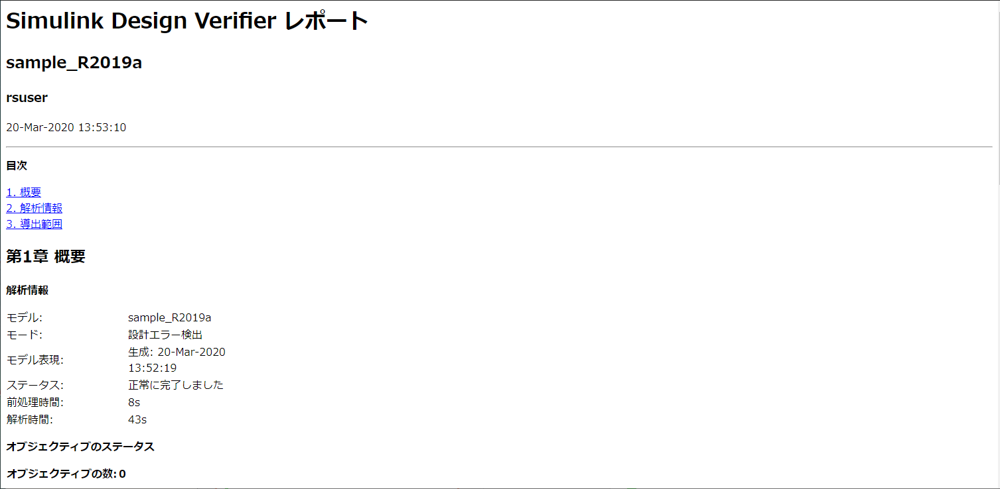 Simulink Design Verifier レポート
sample_R2019a
rsuser
20-Mar-2020 13:53:10
目次
1. 概要
2. 解析情報
3. 導出範囲
第1章 概要
解析情報
モデル: sample_R2019a
モード: 設計エラー検出
モデル表現: 生成: 20-Mar-2020
13:52:19
ステータス: 正常に完了しました
前処理時間: 8s
解析時間: 43s
オブジェクティブのステータス
オブジェクティブの数: 0